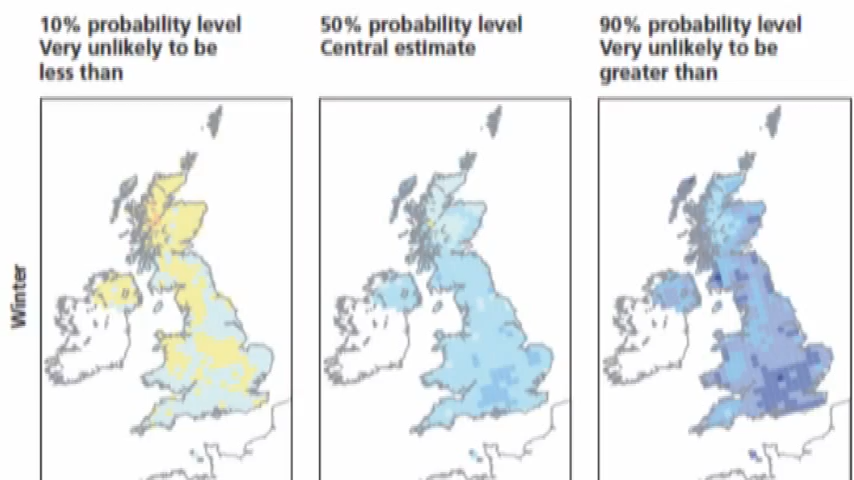 10% probability level
Very unlikely to be
less than
50% probability level
Central estimate
90% probability level
Very unlikely to be
greater than
Winter